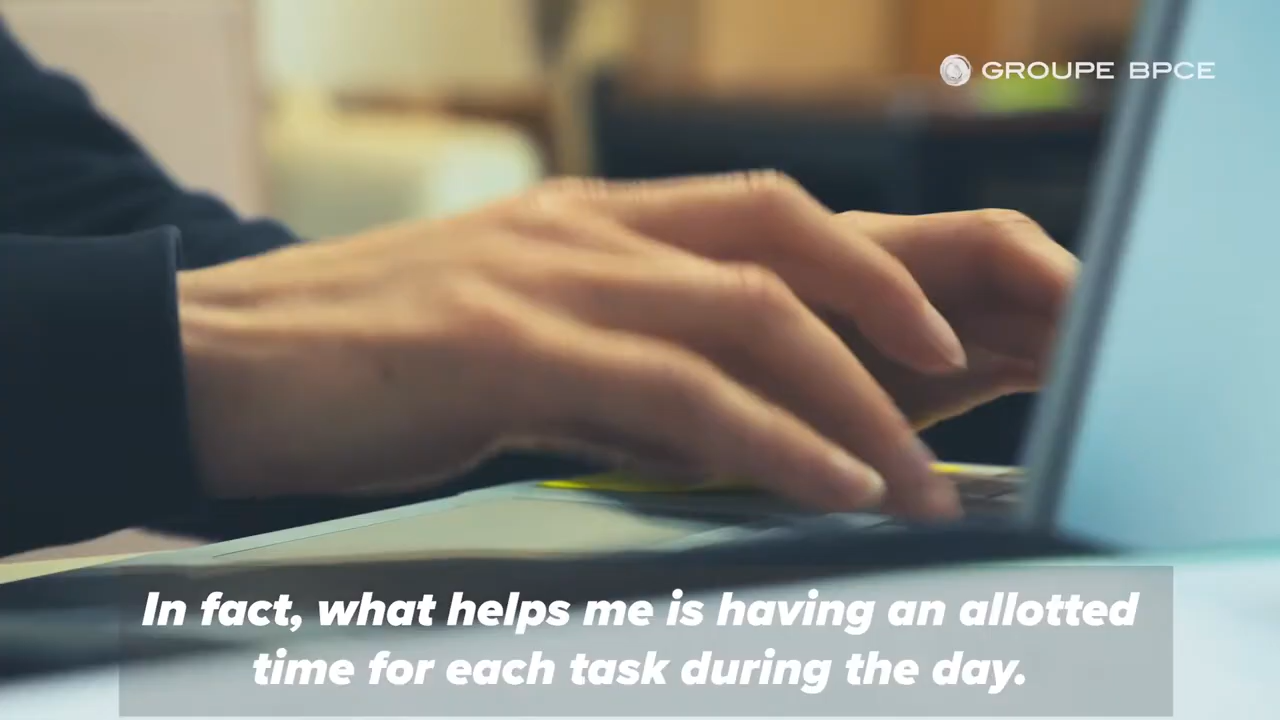 GROUPE BPCE
In fact, what helps me is having an allotted
time for each task during the day.